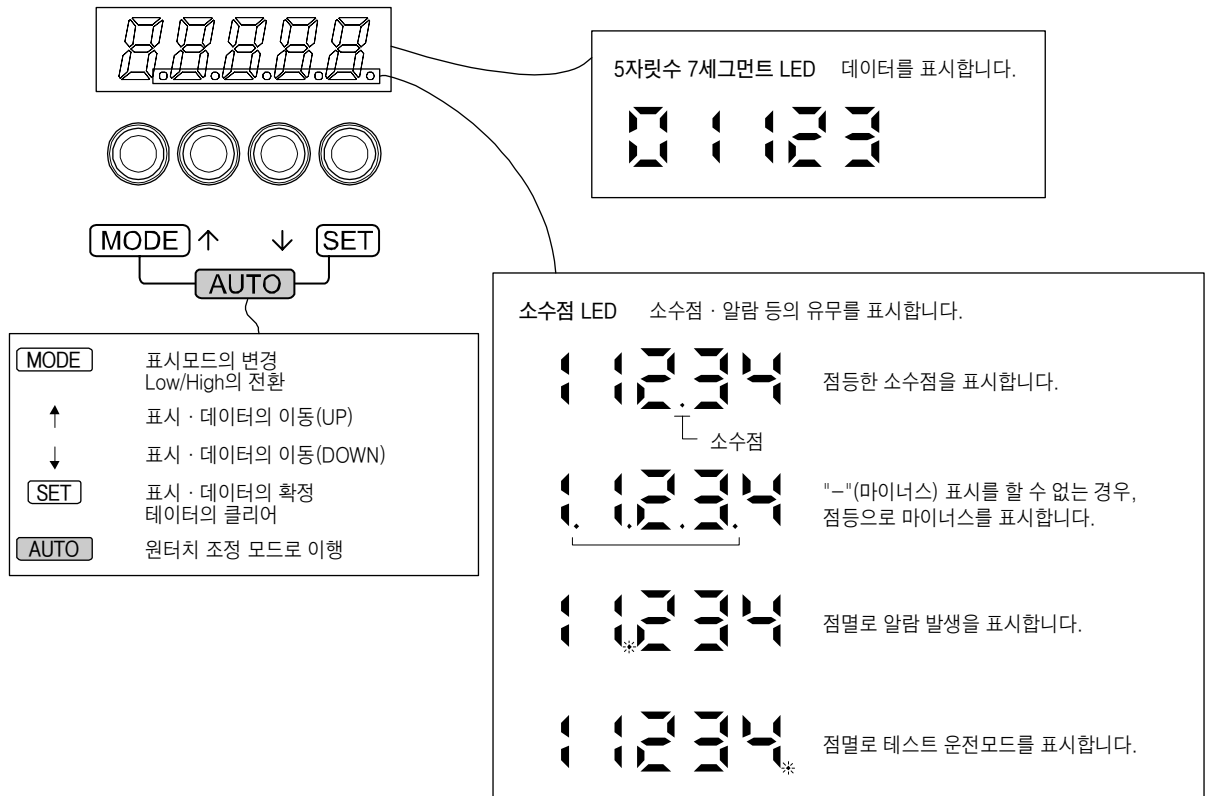 88888
5자릿수 7세그먼트 LED 데이터를 표시합니다.
01123
MODE ↑ ↓ SET
AUTO
MODE 표시모드의 변경
Low/High의 전환
↑ 표시 · 데이터의 이동(UP)
↓ 표시 · 데이터의 이동(DOWN)
SET 표시 · 데이터의 확정
테이터의 클리어
AUTO 원터치 조정 모드로 이행
소수점 LED 소수점 · 알람 등의 유무를 표시합니다.
112.34 점등한 소수점을 표시합니다.
소수점
1.1.2.3.4 "−"(마이너스) 표시를 할 수 없는 경우,
점등으로 마이너스를 표시합니다.
11234 점멸로 알람 발생을 표시합니다.
11234 점멸로 테스트 운전모드를 표시합니다.